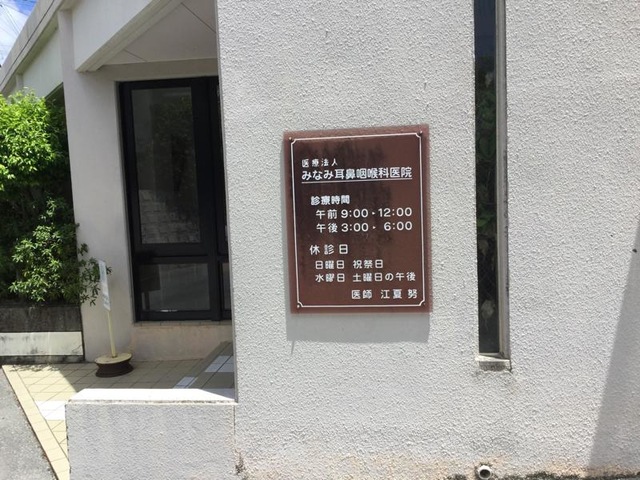 医療法人
みなみ耳鼻咽喉科医院
診療時間
午前 9:00-12:00
午後 3:00- 6:00
休診日
日曜日 祝祭日
水曜日 土曜日の午後
医師 江夏 努